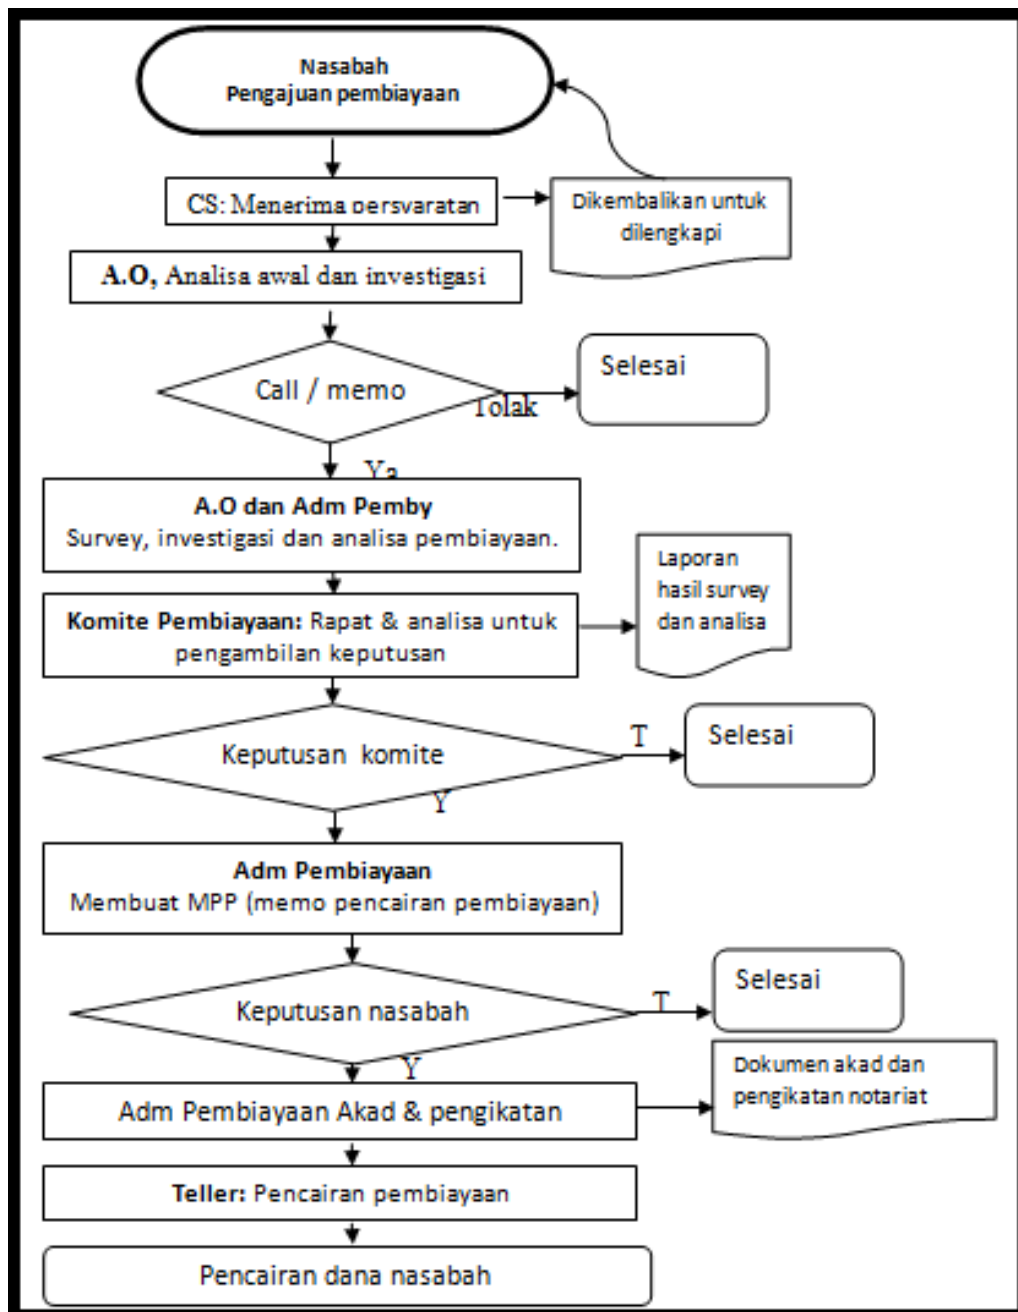 Nasabah
Pengajuan pembiayaan
CS: Menerima persyaratan
Dikembalikan untuk
dilengkapi
A.O, Analisa awal dan investigasi
Call / memo
Tolak
Selesai
Ya
A.O dan Adm Pemby
Survey, investigasi dan analisa pembiayaan.
Komite Pembiayaan: Rapat & analisa untuk
pengambilan keputusan
Laporan
hasil survey
dan analisa
Keputusan komite
T
Selesai
Y
Adm Pembiayaan
Membuat MPP (memo pencairan pembiayaan)
Keputusan nasabah
T
Selesai
Y
Adm Pembiayaan Akad & pengikatan
Dokumen akad dan
pengikatan notariat
Teller: Pencairan pembiayaan
Pencairan dana nasabah